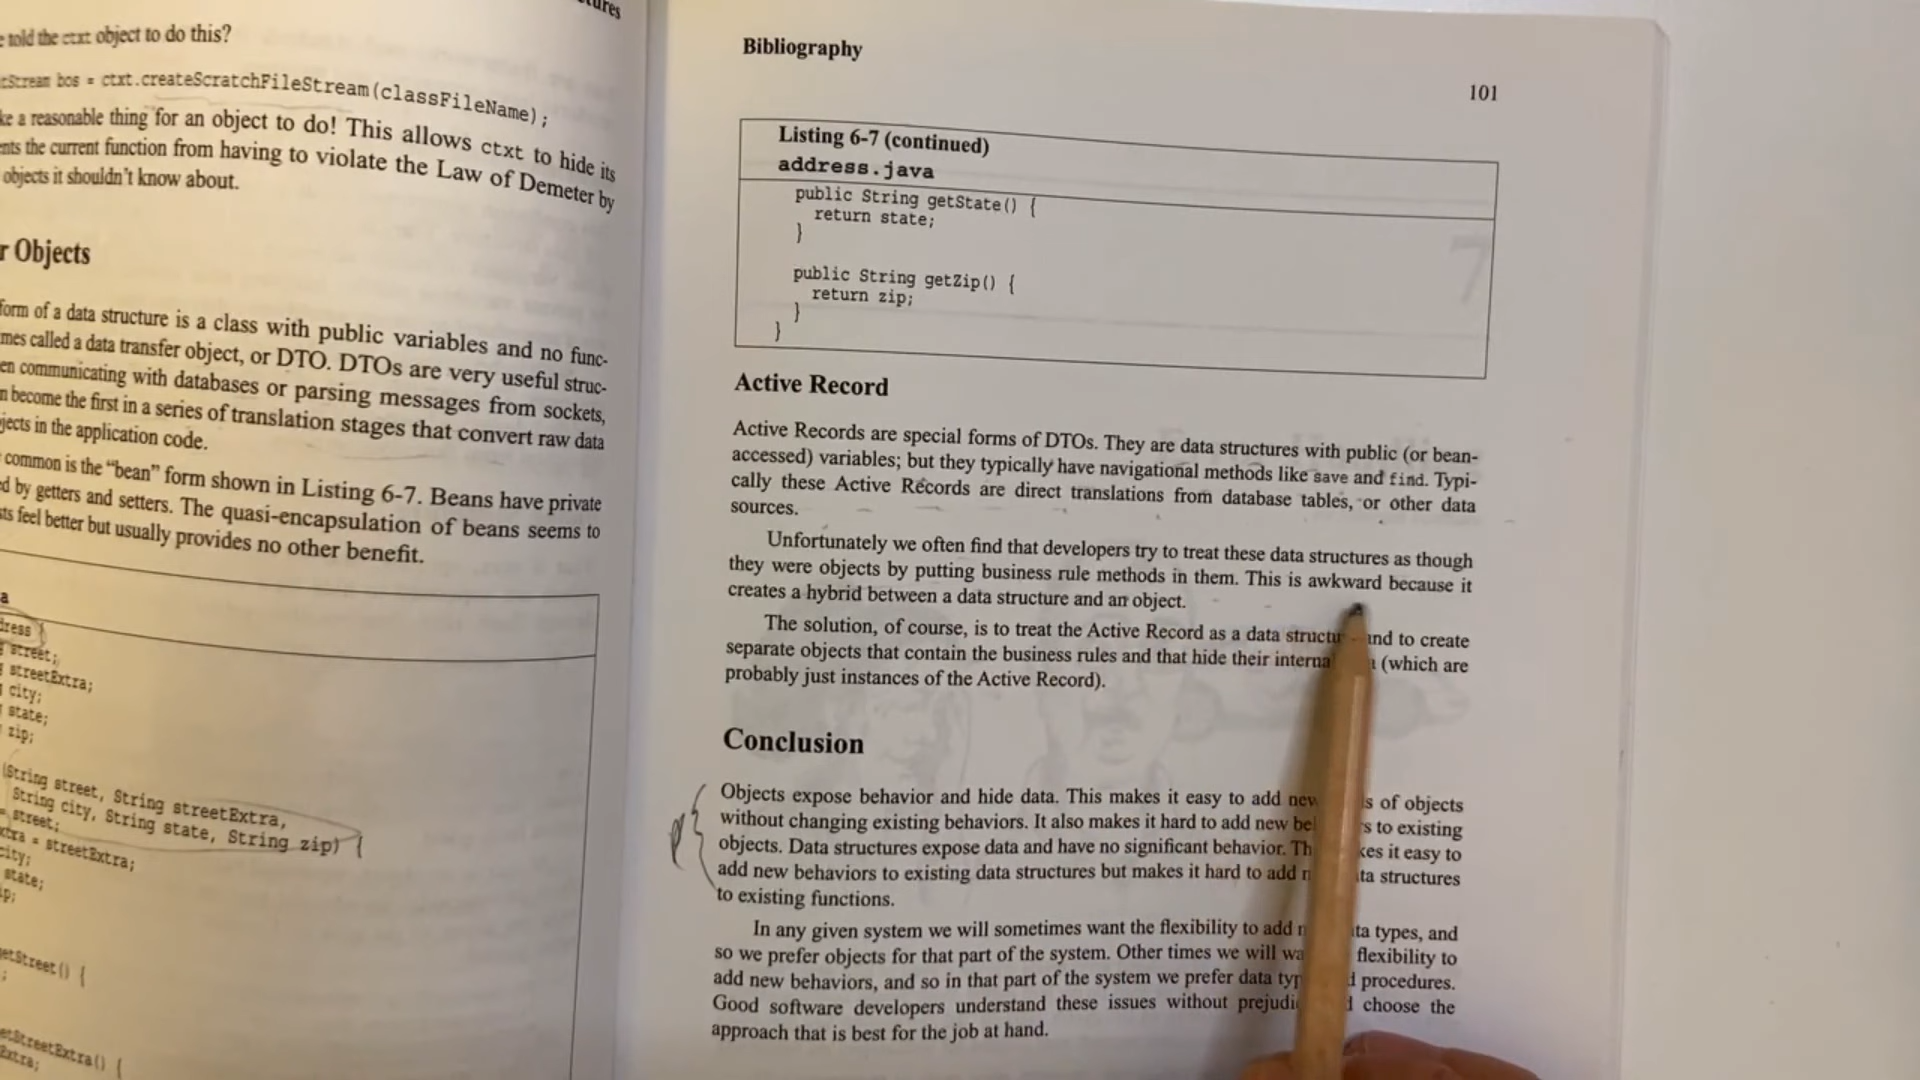 told the ctxt object to do this?
bos = ctxt.createScratchFileStream(classFileName);
a reasonable thing for an object to do! This allows ctxt to hide its
the current function from having to violate the Law of Demeter by
objects it shouldn't know about.
Objects
form of a data structure is a class with public variables and no func-
called a data transfer object, or DTO. DTOs are very useful struc-
communicating with databases or parsing messages from sockets,
become the first in a series of translation stages that convert raw data
in the application code.
common is the "bean" form shown in Listing 6-7. Beans have private
by getters and setters. The quasi-encapsulation of beans seems to
feel better but usually provides no other benefit.
street;
streetExtra;
city;
state;
zip;
(String street, String streetExtra,
String city, String state, String zip) {
street;
= streetExtra;
city;
state;
getStreet() {
{
Bibliography
101
Listing 6-7 (continued)
address.java
public String getState() {
return state;
}
public String getZip() {
return zip;
}
}
Active Record
Active Records are special forms of DTOs. They are data structures with public (or bean-
accessed) variables; but they typically have navigational methods like save and find. Typi-
cally these Active Records are direct translations from database tables, or other data
sources.
Unfortunately we often find that developers try to treat these data structures as though
they were objects by putting business rule methods in them. This is awkward because it
creates a hybrid between a data structure and an object.
The solution, of course, is to treat the Active Record as a data and to create
separate objects that contain the business rules and that hide their (which are
probably just instances of the Active Record).
Conclusion
Objects expose behavior and hide data. This makes it easy to add of objects
without changing existing behaviors. It also makes it hard to add new to existing
objects. Data structures expose data and have no significant behavior. it easy to
add new behaviors to existing data structures but makes it hard to add structures
to existing functions.
In any given system we will sometimes want the flexibility to add types, and
so we prefer objects for that part of the system. Other times we will flexibility to
add new behaviors, and so in that part of the system we prefer data procedures.
Good software developers understand these issues without choose the
approach that is best for the job at hand.